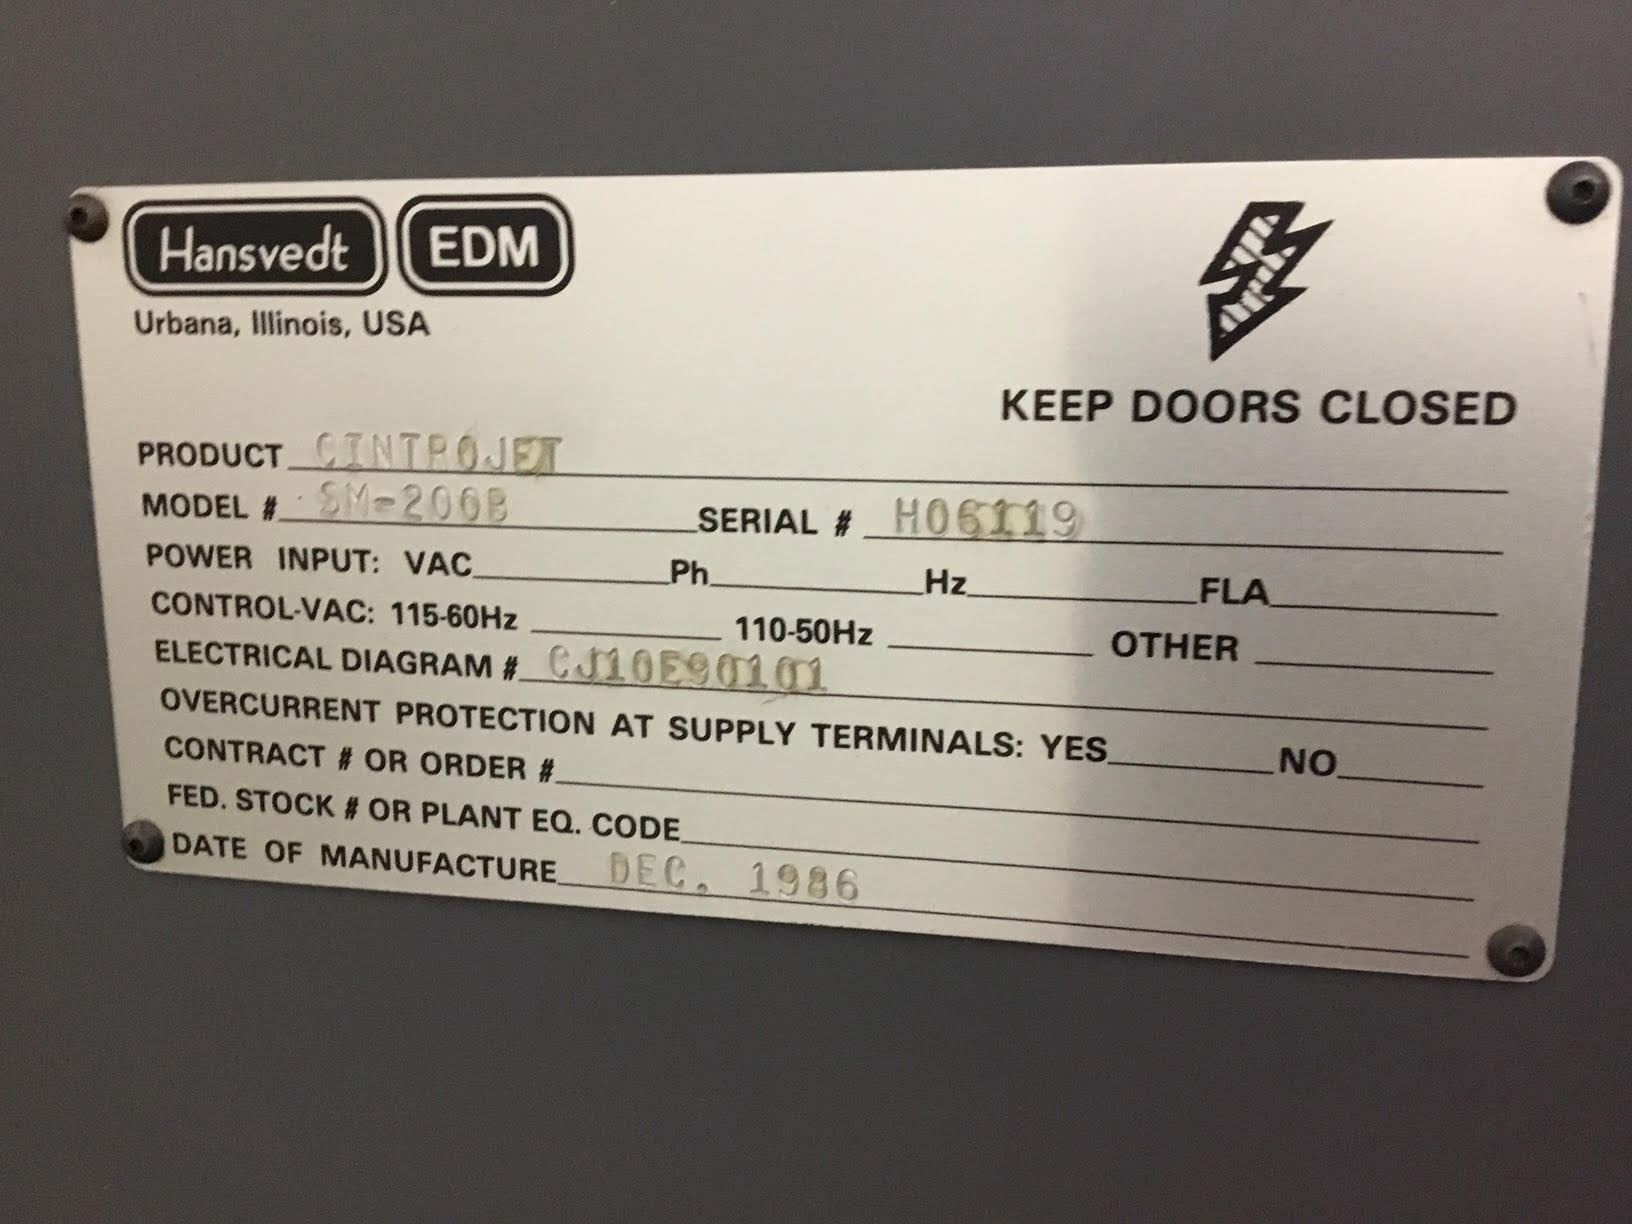 Hansvedt EDM
Urbana, Illinois, USA
KEEP DOORS CLOSED
PRODUCT CINTROJET
MODEL # SM-200B SERIAL # H06119
POWER INPUT: VAC Ph Hz FLA
CONTROL-VAC: 115-60Hz 110-50Hz OTHER
ELECTRICAL DIAGRAM # CJ10E90101
OVERCURRENT PROTECTION AT SUPPLY TERMINALS: YES NO
CONTRACT # OR ORDER #
FED. STOCK # OR PLANT EQ. CODE
DATE OF MANUFACTURE DEC. 1986